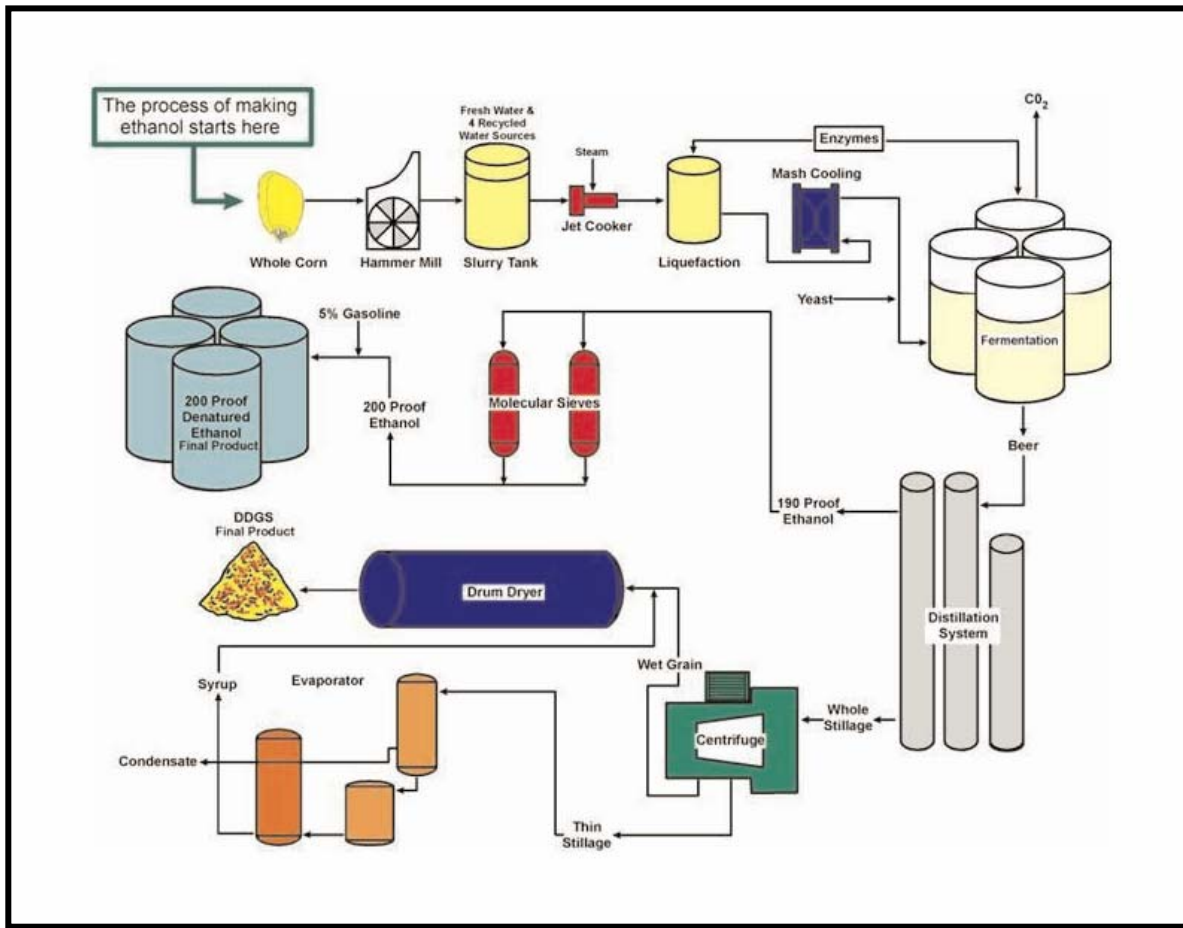 The process of making
ethanol starts here
Fresh Water &
4 Recycled
Water Sources
Steam
Enzymes
C0₂
Mash Cooling
Whole Corn
Hammer Mill
Slurry Tank
Jet Cooker
Liquefaction
Yeast
Fermentation
5% Gasoline
200 Proof
Denatured
Ethanol
Final Product
200 Proof
Ethanol
Molecular Sieves
Beer
190 Proof
Ethanol
DDGS
Final Product
Drum Dryer
Distillation
System
Wet Grain
Syrup
Evaporator
Whole
Stillage
Centrifuge
Condensate
Thin
Stillage